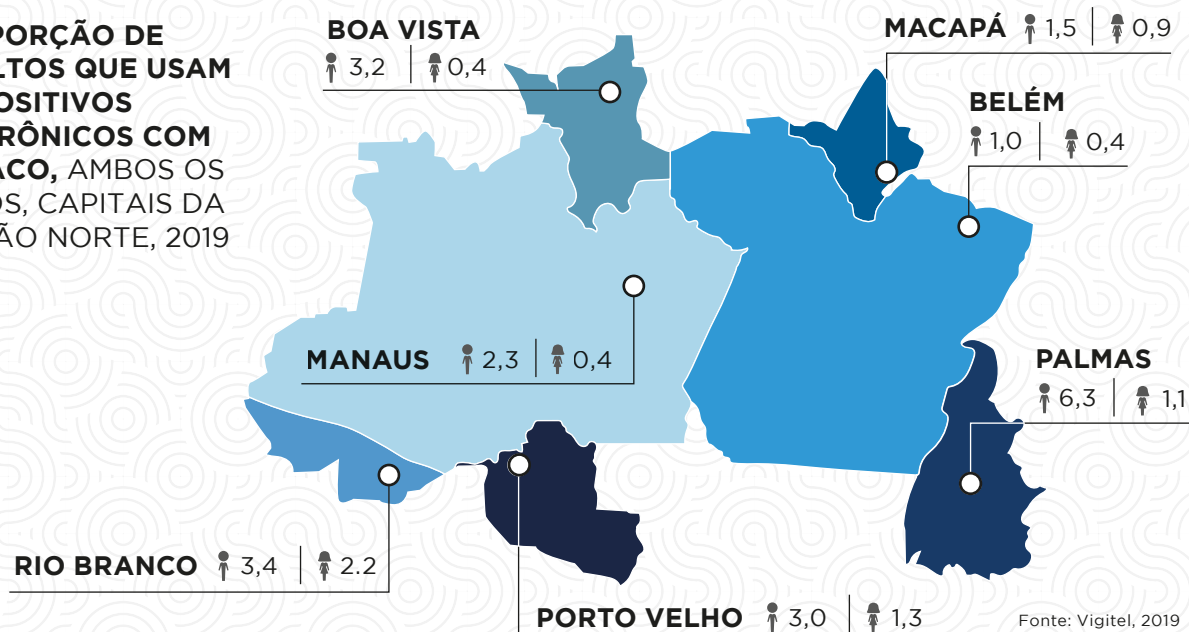 PORÇÃO DE
LTOS QUE USAM
POSITIVOS
RÔNICOS COM
ACO, AMBOS OS
OS, CAPITAIS DA
ÃO NORTE, 2019
BOA VISTA
3,2 | 0,4
MACAPÁ 1,5 | 0,9
BELÉM
1,0 | 0,4
MANAUS 2,3 | 0,4
PALMAS
6,3 | 1,1
RIO BRANCO 3,4 | 2.2
PORTO VELHO 3,0 | 1,3
Fonte: Vigitel, 2019